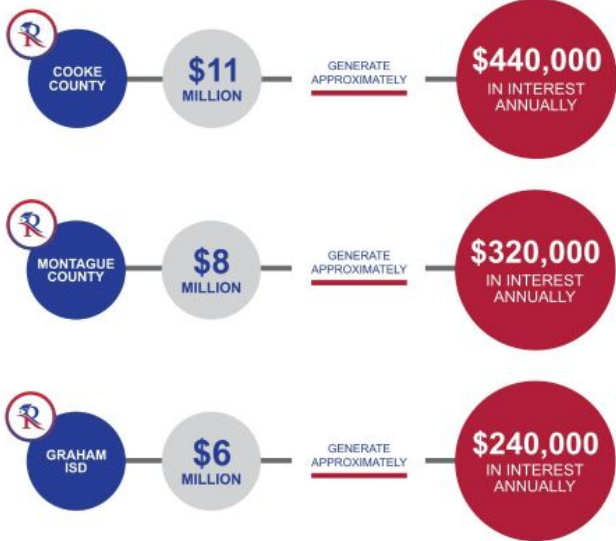 R
COOKE
COUNTY
$11
MILLION
GENERATE
APPROXIMATELY
$440,000
IN INTEREST
ANNUALLY
R
MONTAGUE
COUNTY
$8
MILLION
GENERATE
APPROXIMATELY
$320,000
IN INTEREST
ANNUALLY
R
GRAHAM
ISD
$6
MILLION
GENERATE
APPROXIMATELY
$240,000
IN INTEREST
ANNUALLY